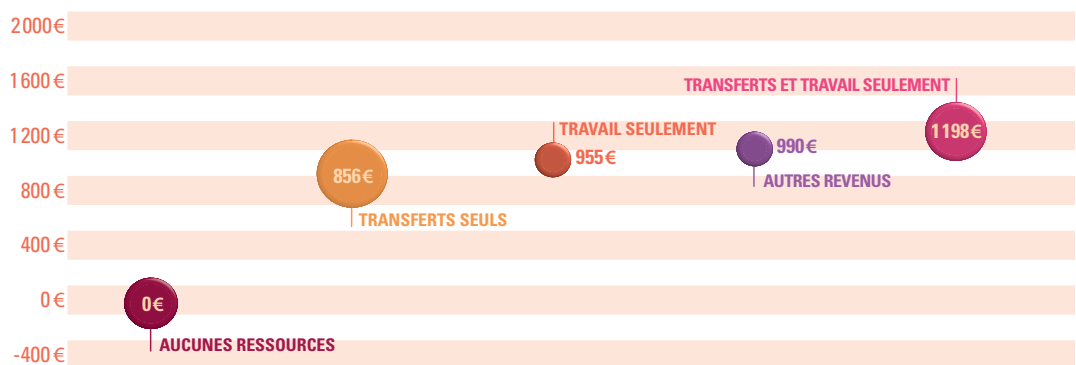 2000€
1600€
TRANSFERTS ET TRAVAIL SEULEMENT
1200€
TRAVAIL SEULEMENT
1198€
955€
990€
856€
800€
AUTRES REVENUS
TRANSFERTS SEULS
400€
0€
0€
AUCUNES RESSOURCES
-400€